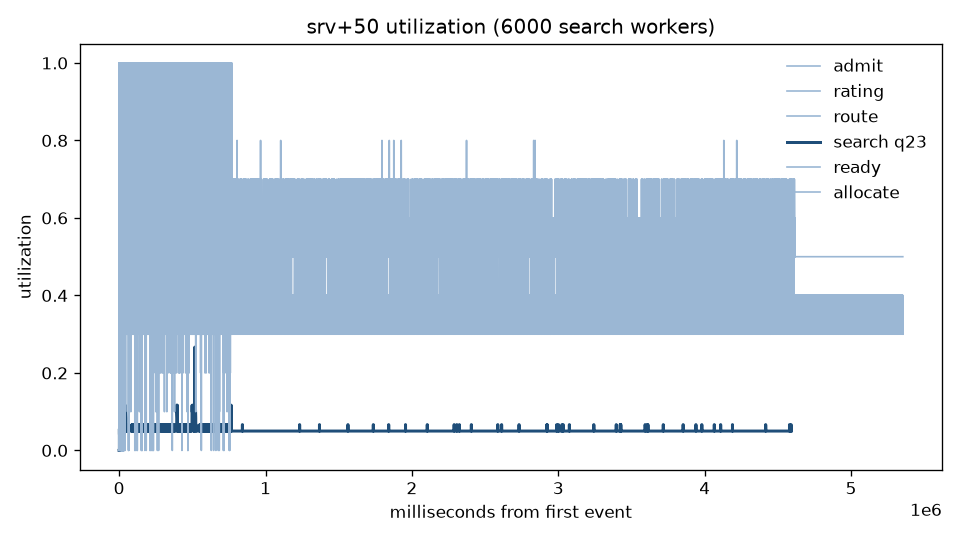 srv+50 utilization (6000 search workers)
admit
rating
route
search q23
ready
allocate
1.0
0.8
0.6
0.4
0.2
0.0
utilization
0 1 2 3 4 5
1e6
milliseconds from first event